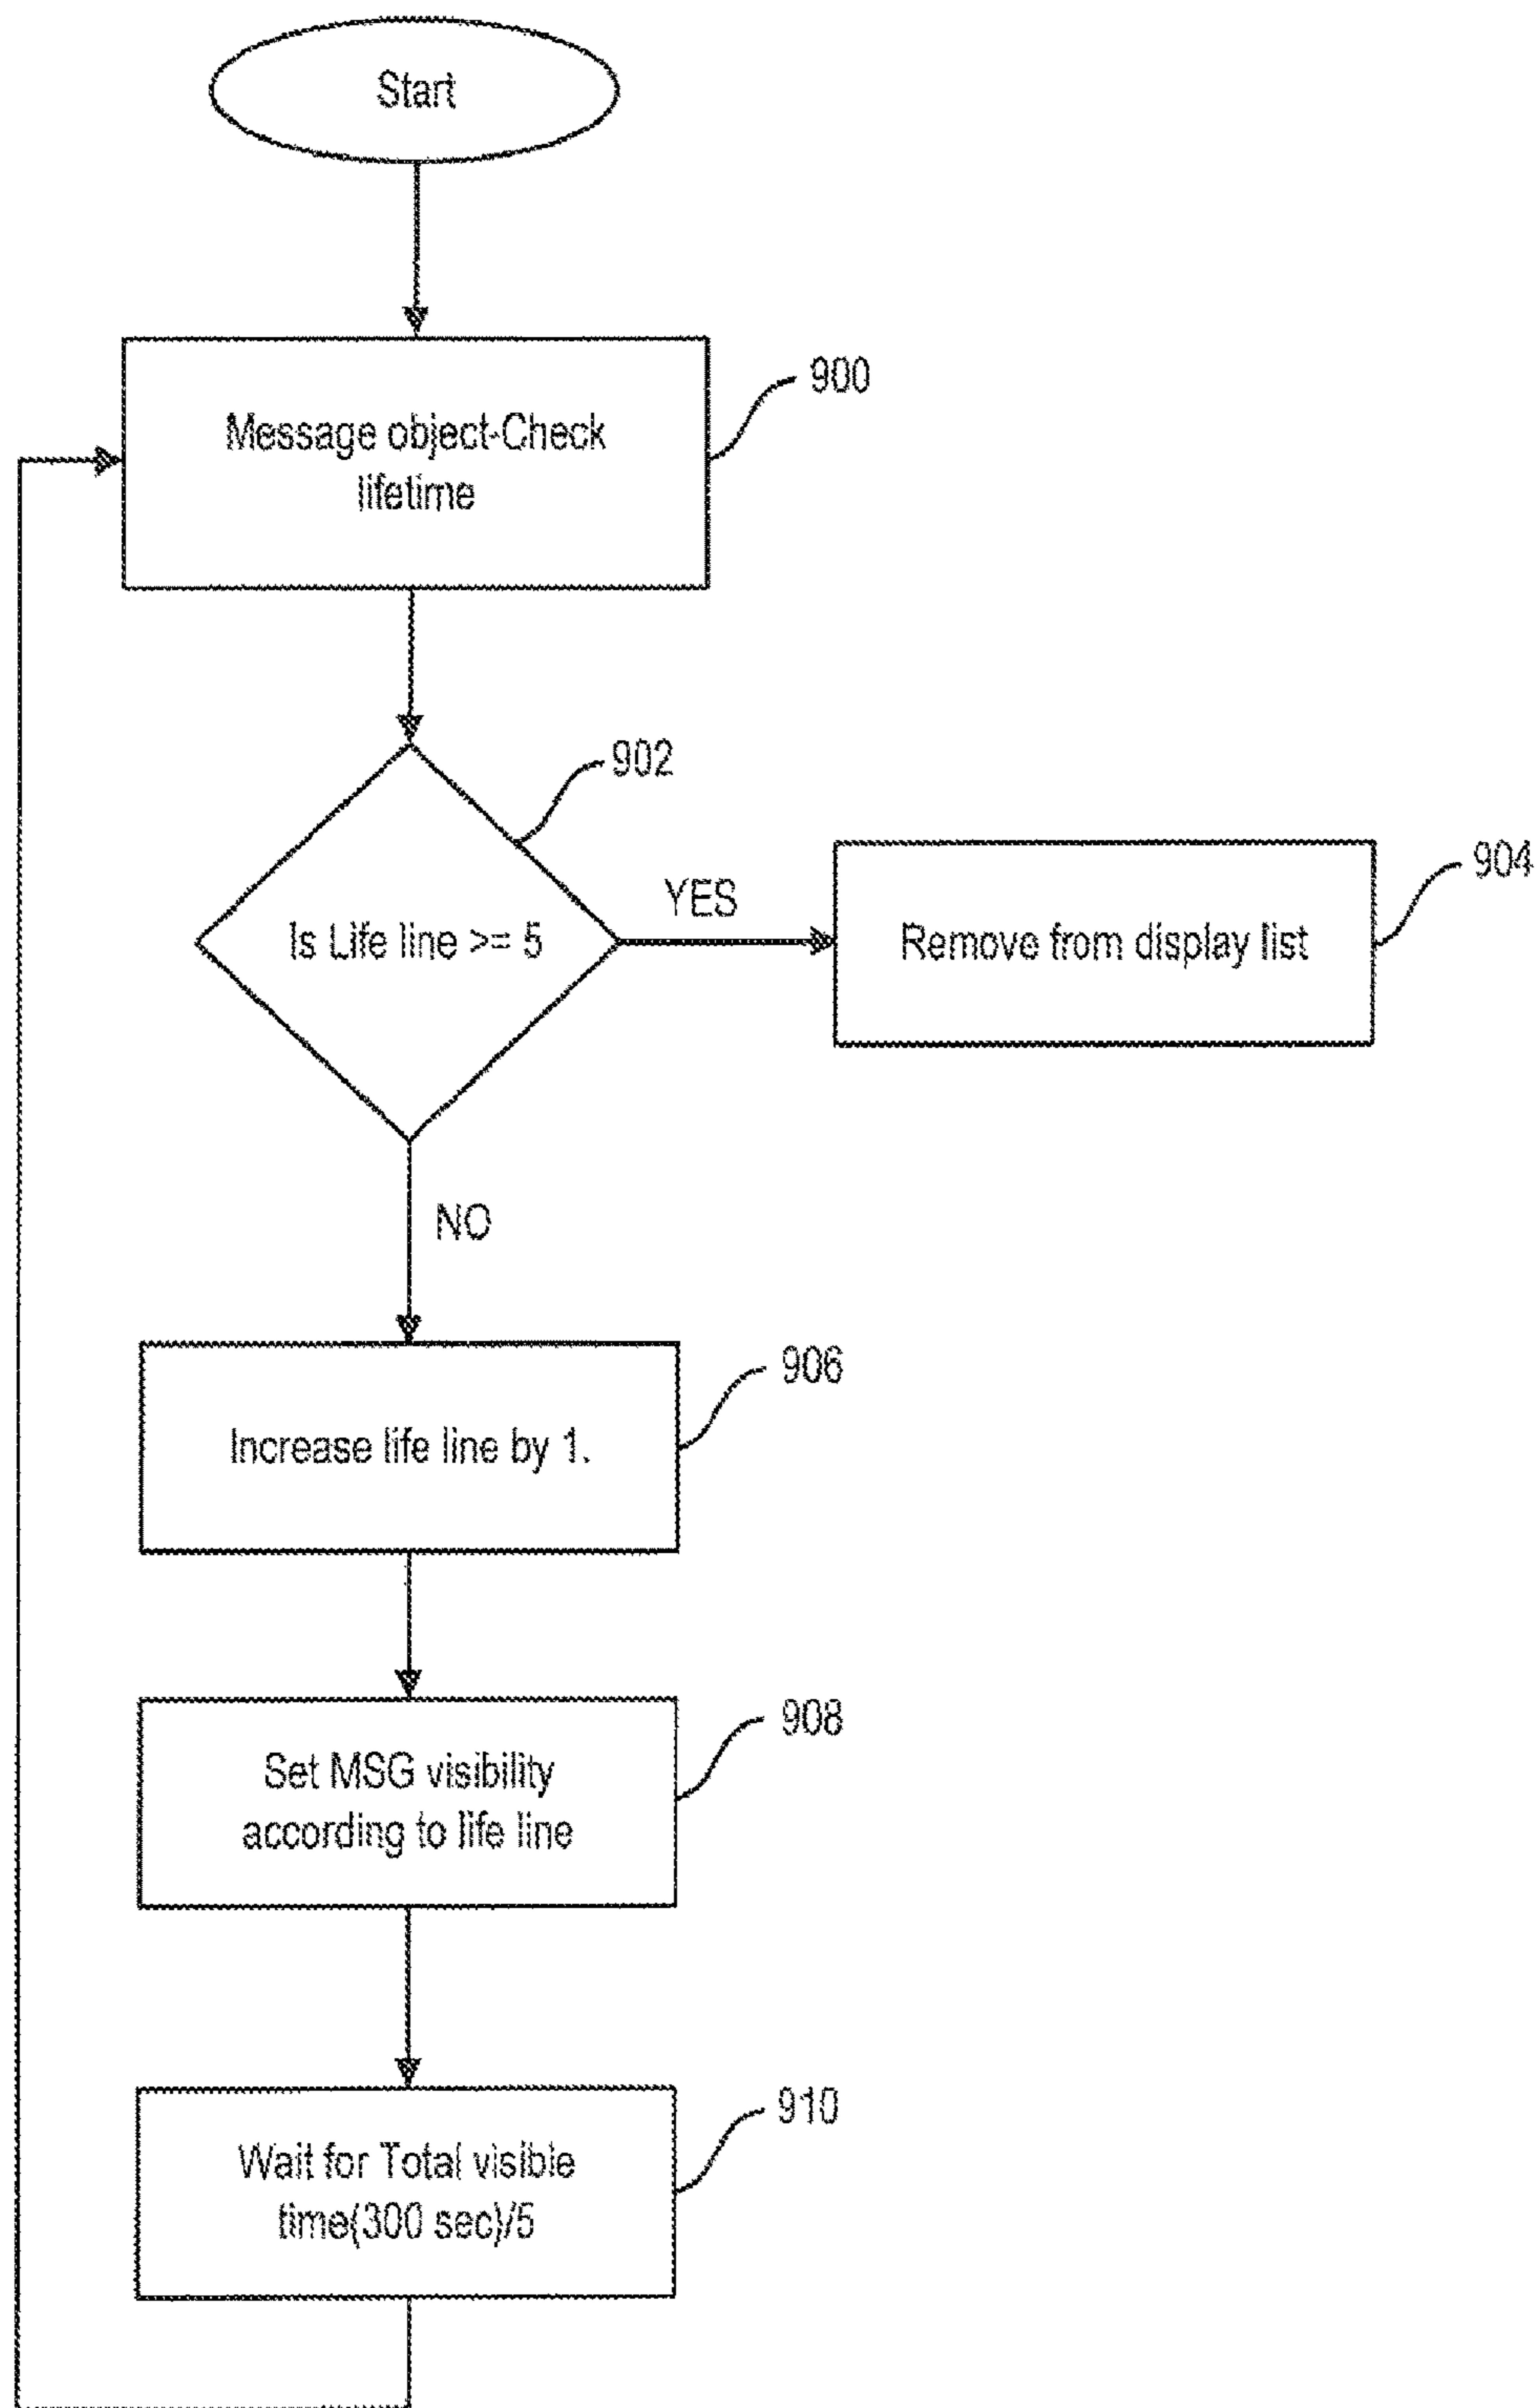 Start
900
Message object-Check
lifetime
902
904
YES
Is Life line >= 5
Remove from display list
NO
906
Increase life line by 1.
908
Set MSG visibility
according to life line
910
Wait for Total visible
time(300 sec)/5